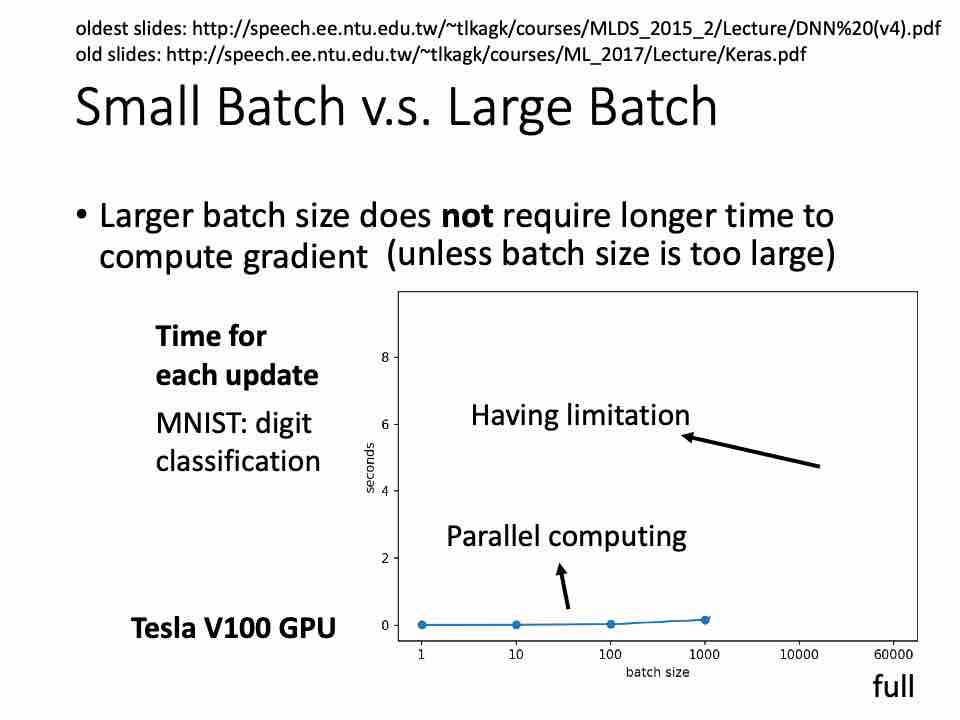 oldest slides: http://speech.ee.ntu.edu.tw/~tlkagk/courses/MLDS_2015_2/Lecture/DNN%20(v4).pdf
old slides: http://speech.ee.ntu.edu.tw/~tlkagk/courses/ML_2017/Lecture/Keras.pdf
Small Batch v.s. Large Batch
• Larger batch size does not require longer time to
compute gradient (unless batch size is too large)
Time for
each update
MNIST: digit
classification
Tesla V100 GPU
8
6
4
2
0
seconds
Having limitation
Parallel computing
1 10 100 1000 10000 60000
batch size
full